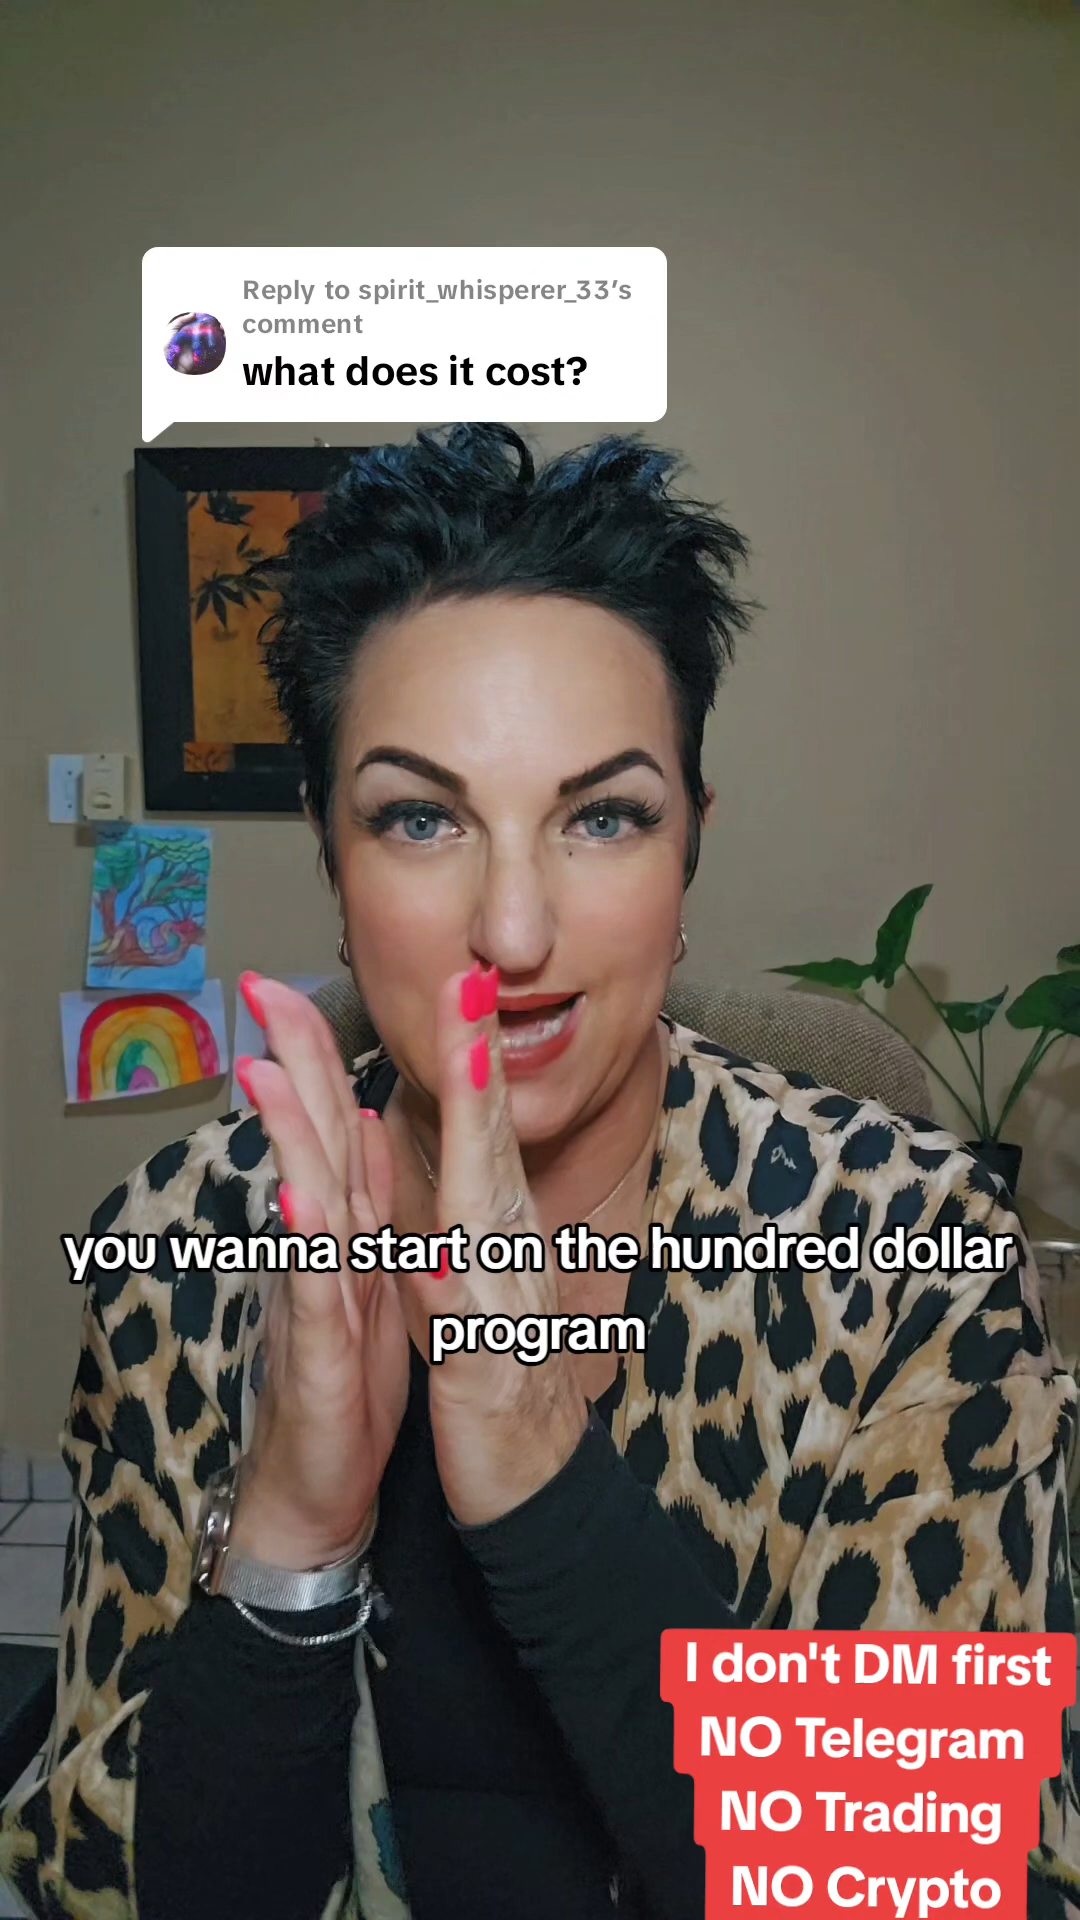 Reply to spirit_whisperer_33's
comment
what does it cost?
you wanna start on the hundred dollar
program
I don't DM first
NO Telegram
NO Trading
NO Crypto